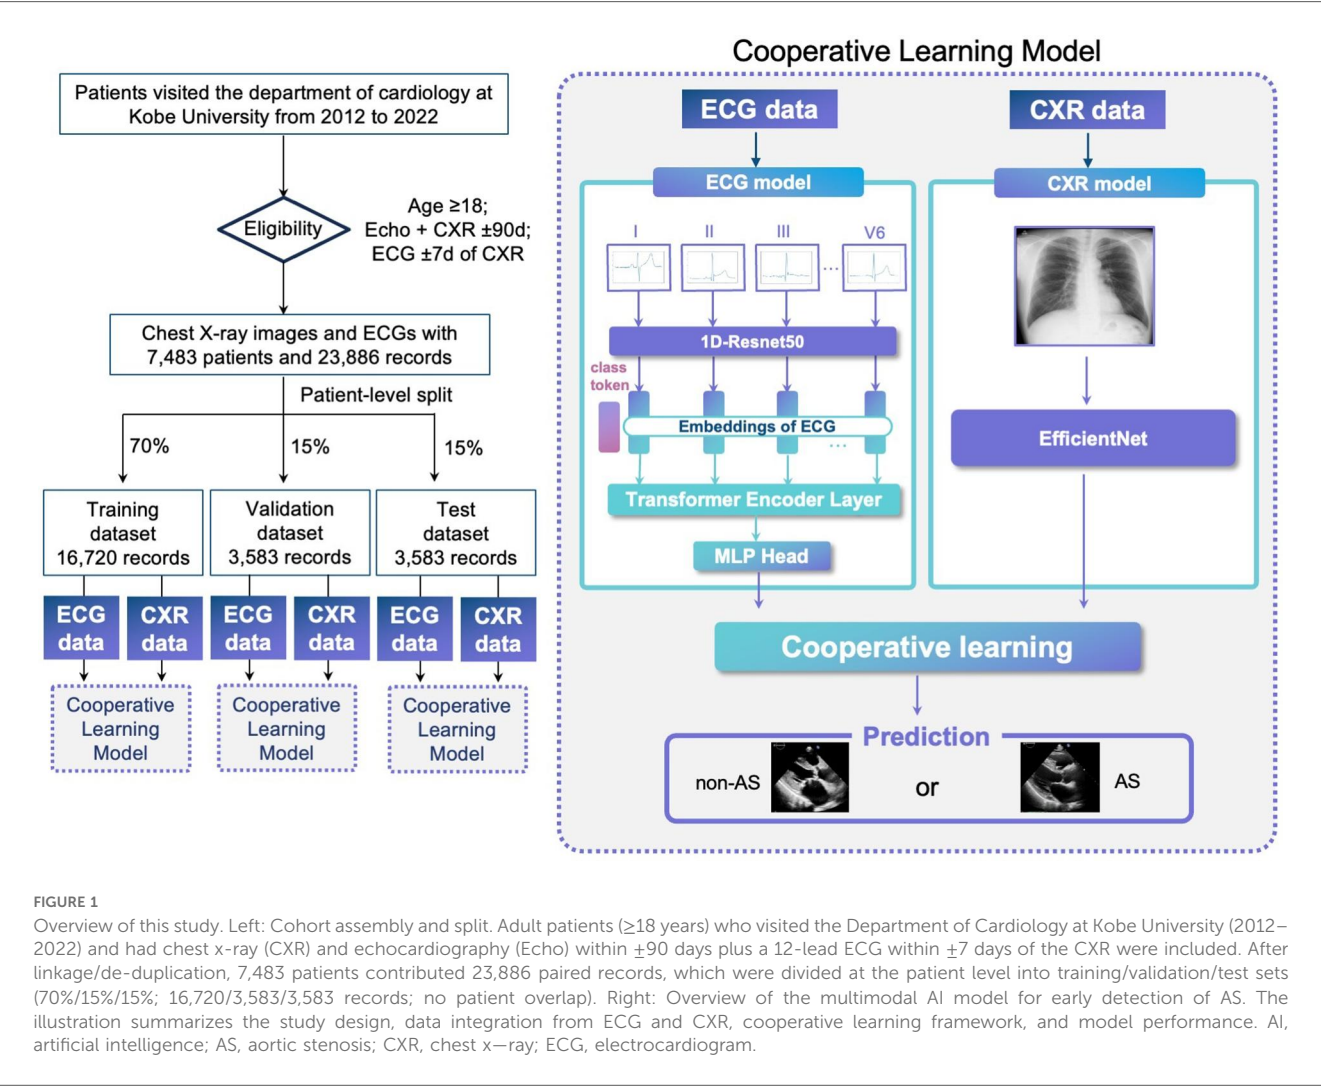 Patients visited the department of cardiology at
Kobe University from 2012 to 2022
Eligibility
Age ≥18;
Echo + CXR ±90d;
ECG ±7d of CXR
Chest X-ray images and ECGs with
7,483 patients and 23,886 records
Patient-level split
70%
15%
15%
Training
dataset
16,720 records
Validation
dataset
3,583 records
Test
dataset
3,583 records
ECG
data
CXR
data
ECG
data
CXR
data
ECG
data
CXR
data
Cooperative
Learning
Model
Cooperative
Learning
Model
Cooperative
Learning
Model
Cooperative Learning Model
ECG data
CXR data
ECG model
CXR model
I
II
III
V6
...
1D-Resnet50
class
token
Embeddings of ECG
...
Transformer Encoder Layer
MLP Head
EfficientNet
Cooperative learning
Prediction
non-AS
or
AS
FIGURE 1
Overview of this study. Left: Cohort assembly and split. Adult patients (≥18 years) who visited the Department of Cardiology at Kobe University (2012–
2022) and had chest x-ray (CXR) and echocardiography (Echo) within ±90 days plus a 12-lead ECG within ±7 days of the CXR were included. After
linkage/de-duplication, 7,483 patients contributed 23,886 paired records, which were divided at the patient level into training/validation/test sets
(70%/15%/15%; 16,720/3,583/3,583 records; no patient overlap). Right: Overview of the multimodal AI model for early detection of AS. The
illustration summarizes the study design, data integration from ECG and CXR, cooperative learning framework, and model performance. AI,
artificial intelligence; AS, aortic stenosis; CXR, chest x—ray; ECG, electrocardiogram.